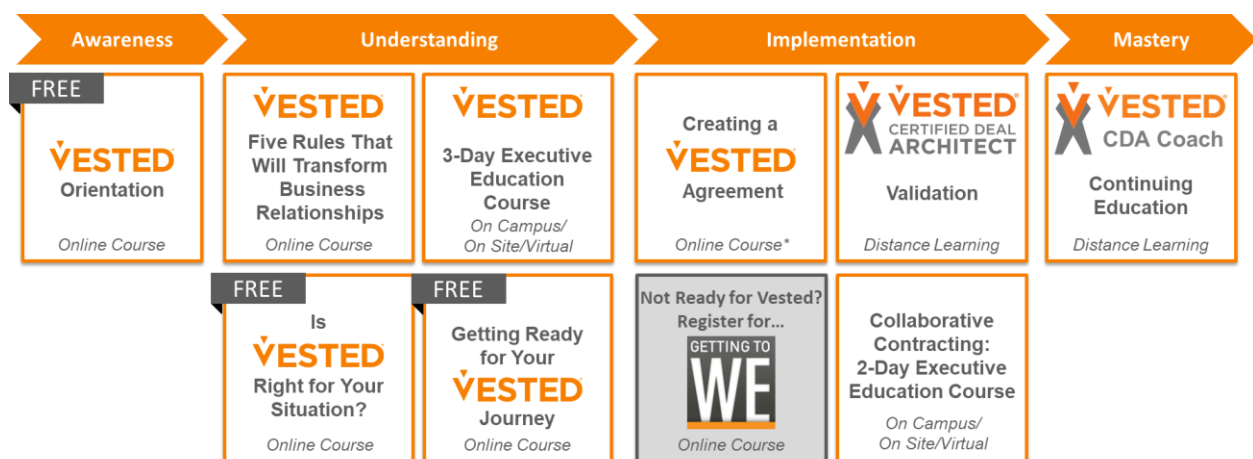 Awareness
Understanding
Implementation
Mastery
FREE
VESTED
Orientation
Online Course
VESTED®
Five Rules That
Will Transform
Business
Relationships
Online Course
VESTED®
3-Day Executive
Education
Course
On Campus/
On Site/Virtual
Creating a
VESTED®
Agreement
Online Course*
VESTED®
CERTIFIED DEAL
ARCHITECT
Validation
Distance Learning
VESTED®
CDA Coach
Continuing
Education
Distance Learning
FREE
Is
VESTED®
Right for Your
Situation?
Online Course
FREE
Getting Ready
for Your
VESTED®
Journey
Online Course
Not Ready for Vested?
Register for...
GETTING TO
WE
Online Course
Collaborative
Contracting:
2-Day Executive
Education Course
On Campus/
On Site/Virtual